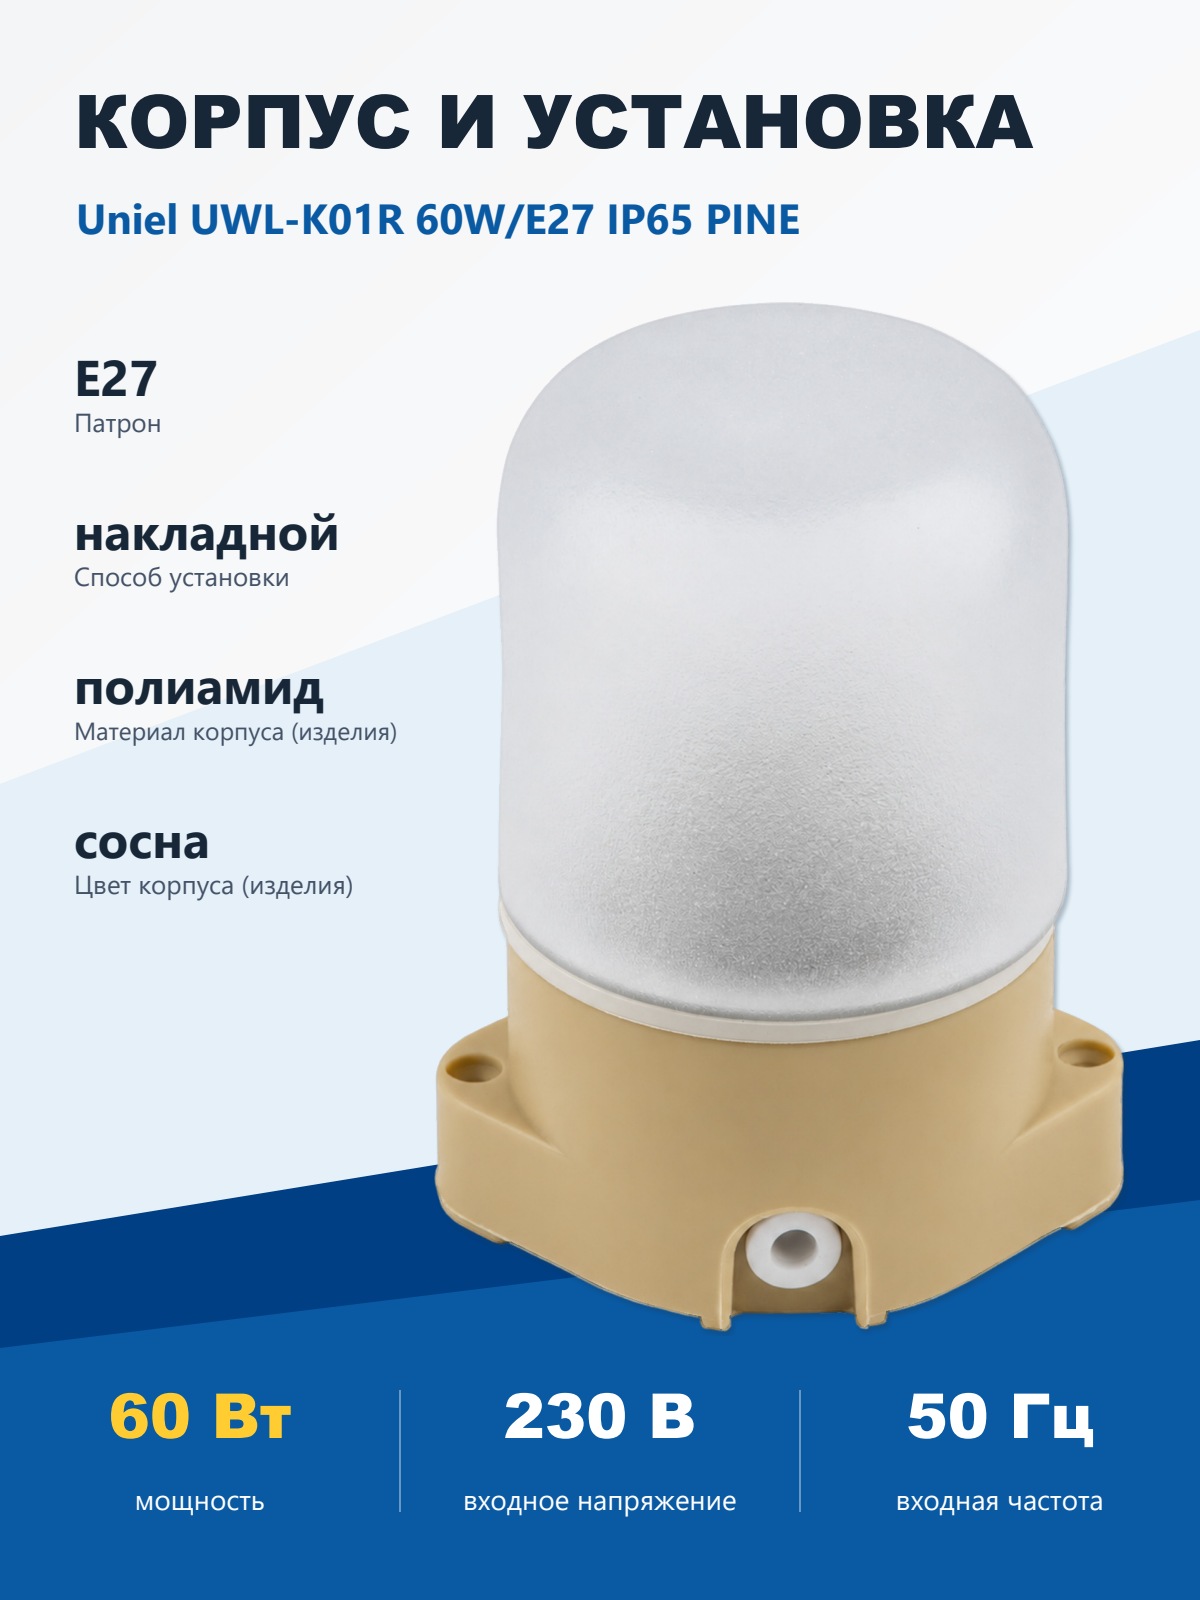 КОРПУС И УСТАНОВКА
Uniel UWL-K01R 60W/E27 IP65 PINE
E27
Патрон
накладной
Способ установки
полиамид
Материал корпуса (изделия)
сосна
Цвет корпуса (изделия)
60 Вт
мощность
230 В
входное напряжение
50 Гц
входная частота